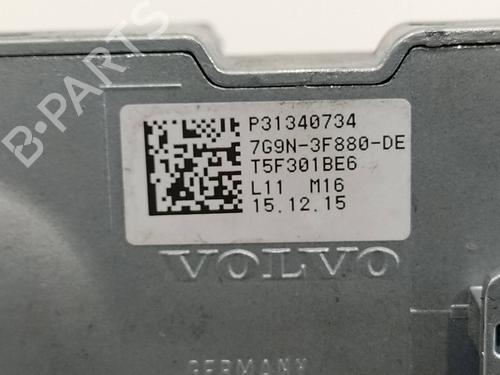 B-PARTS
P31340734
7G9N-3F880-DE
T5F301BE6
L11 M16
15.12.15
VOLVO
GERMANY